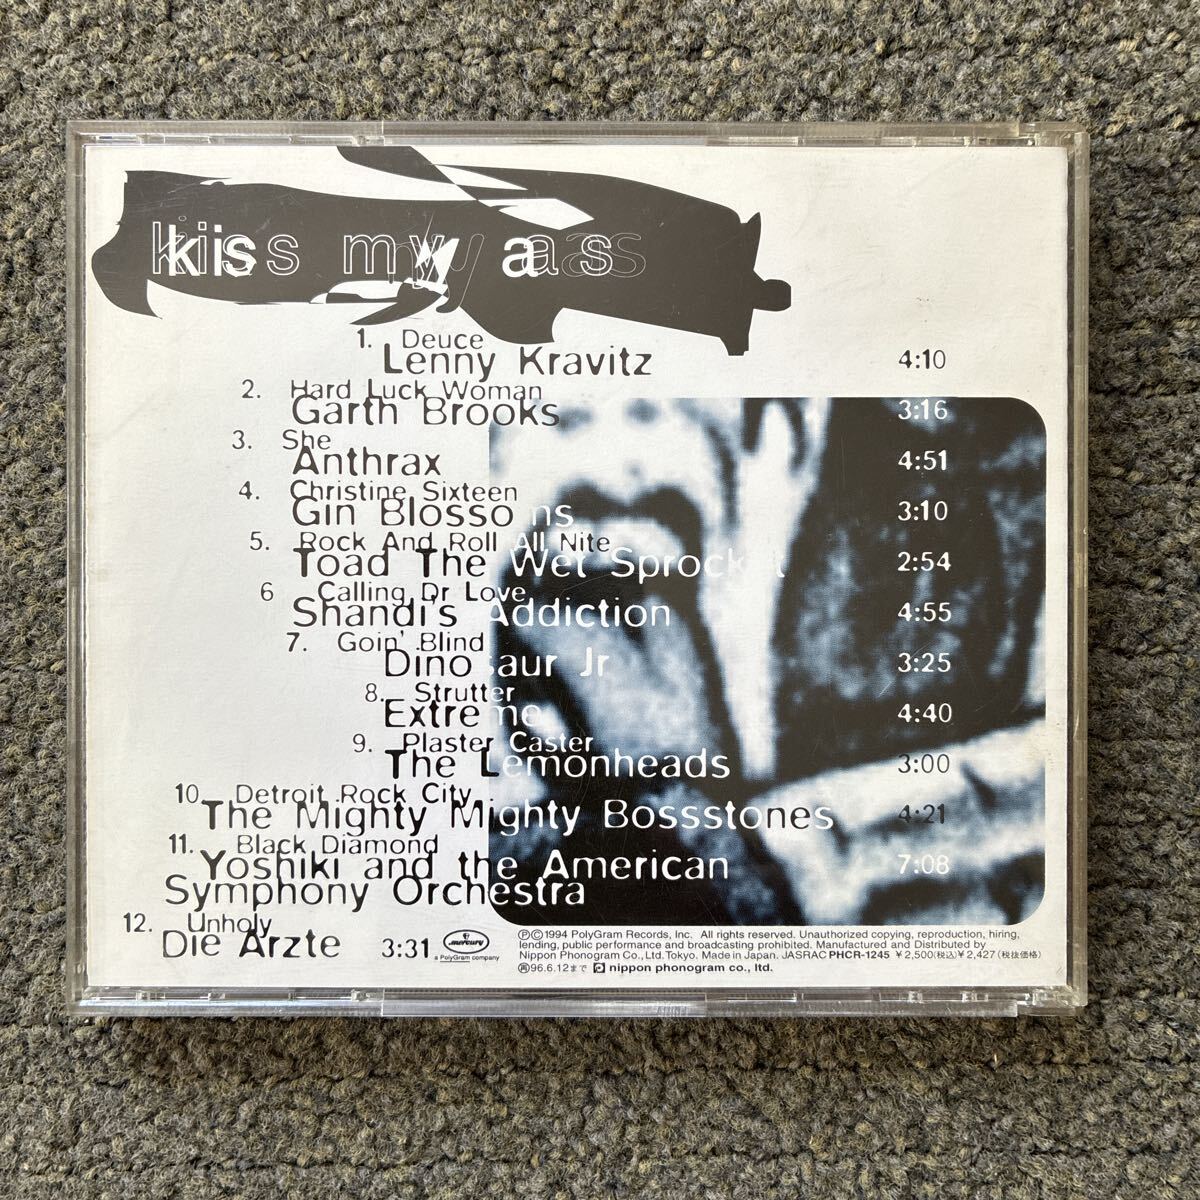 kiss my ass
1. Deuce
Lenny Kravitz 4:10
2. Hard Luck Woman
Garth Brooks 3:16
3. She
Anthrax 4:51
4. Christine Sixteen
Gin Blossoms 3:10
5. Rock And Roll All Nite
Toad The Wet Sprocket 2:54
6 Calling Dr Love
Shandi's Addiction 4:55
7. Goin' Blind
Dinosaur Jr 3:25
8. Strutter
Extreme 4:40
9. Plaster Caster
The Lemonheads 3:00
10. Detroit Rock City
The Mighty Mighty Bossstones 4:21
11. Black Diamond
Yoshiki and the American 7:08
Symphony Orchestra
12. Unholy
Die Arzte 3:31
mercury
a PolyGram company
Ⓟ©1994 PolyGram Records, Inc. All rights reserved. Unauthorized copying, reproduction, hiring,
lending, public performance and broadcasting prohibited. Manufactured and Distributed by
Nippon Phonogram Co., Ltd. Tokyo. Made in Japan. JASRAC PHCR-1245 ¥2,500(税込)¥2,427(税抜価格)
再96.6.12まで nippon phonogram co., ltd.